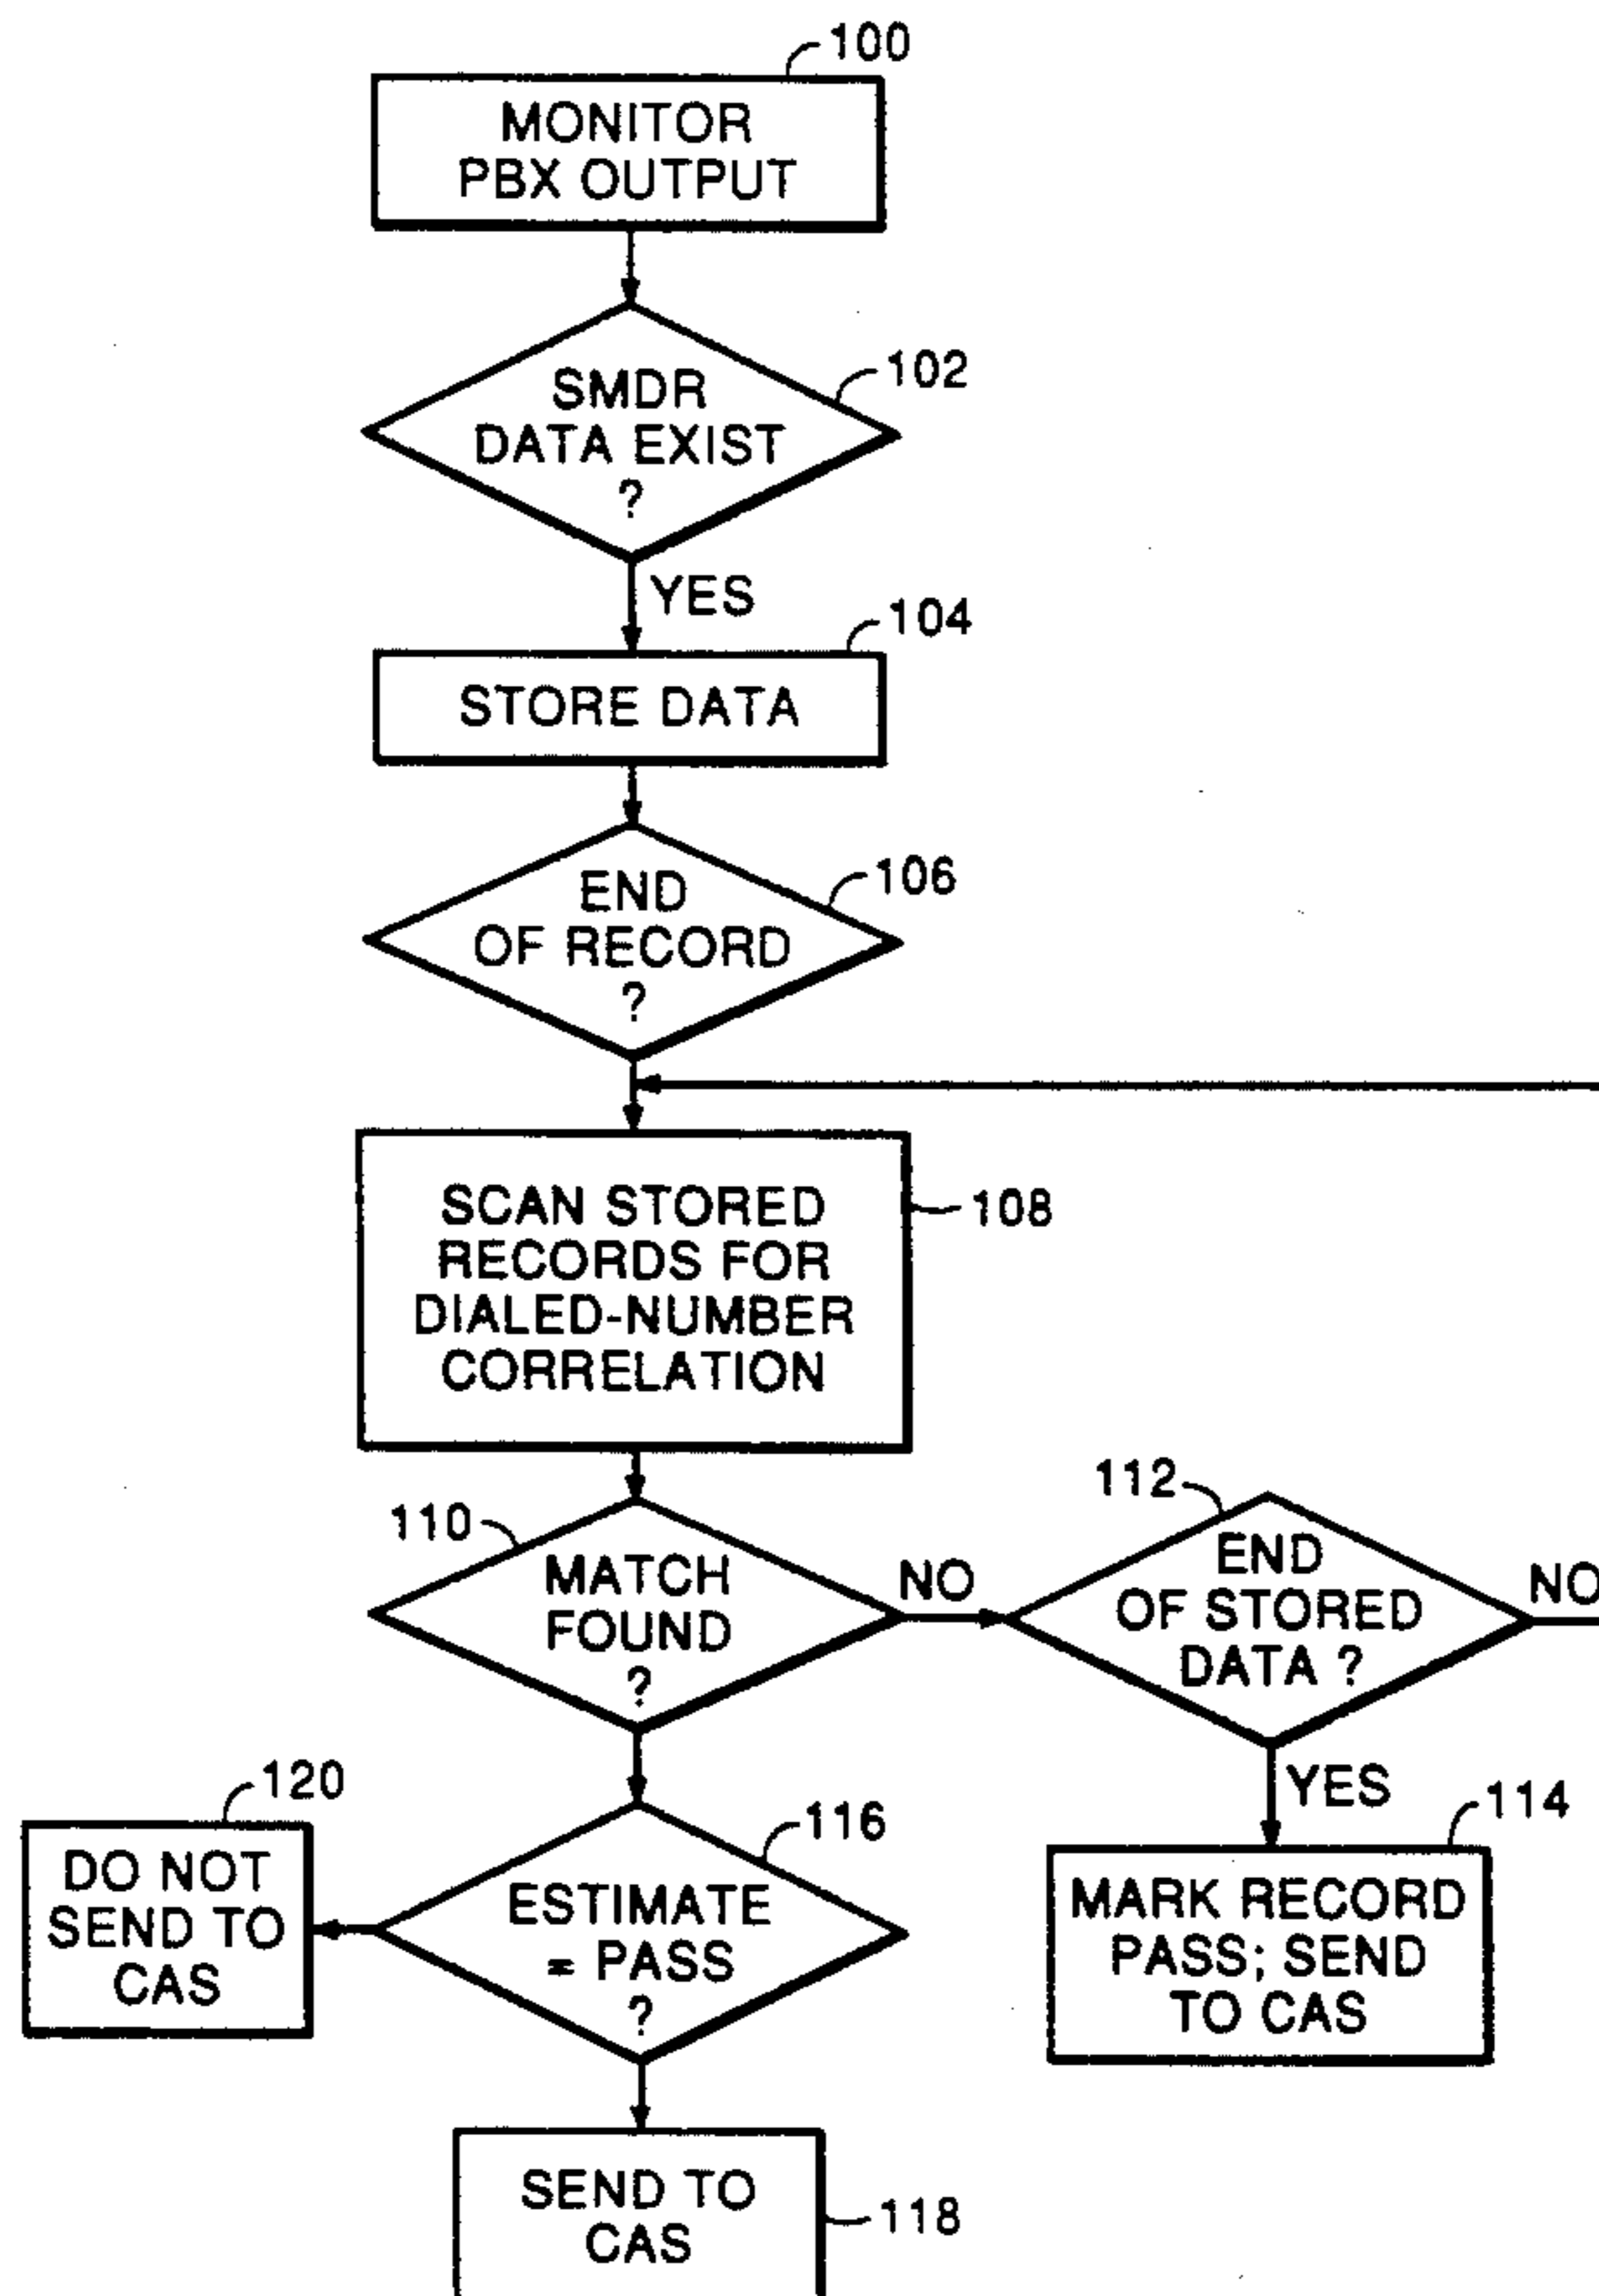 100
MONITOR
PBX OUTPUT
102
SMDR
DATA EXIST
?
YES
104
STORE DATA
106
END
OF RECORD
?
108
SCAN STORED
RECORDS FOR
DIALED-NUMBER
CORRELATION
110
MATCH
FOUND
?
NO
112
END
OF STORED
DATA ?
NO
YES
114
MARK RECORD
PASS; SEND
TO CAS
116
ESTIMATE
= PASS
?
120
DO NOT
SEND TO
CAS
118
SEND TO
CAS